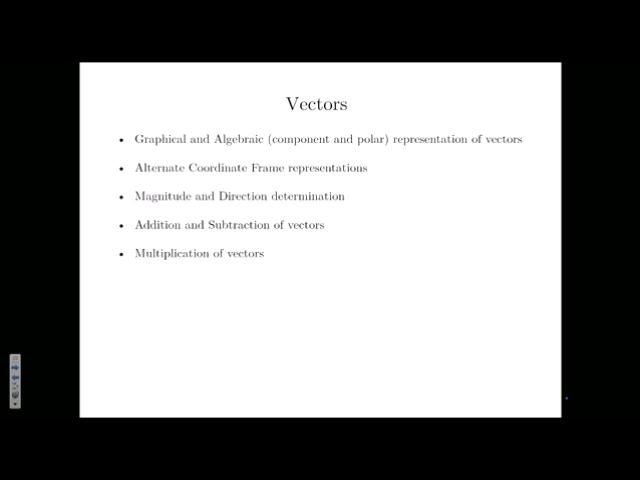 Vectors
• Graphical and Algebraic (component and polar) representation of vectors
• Alternate Coordinate Frame representations
• Magnitude and Direction determination
• Addition and Subtraction of vectors
• Multiplication of vectors